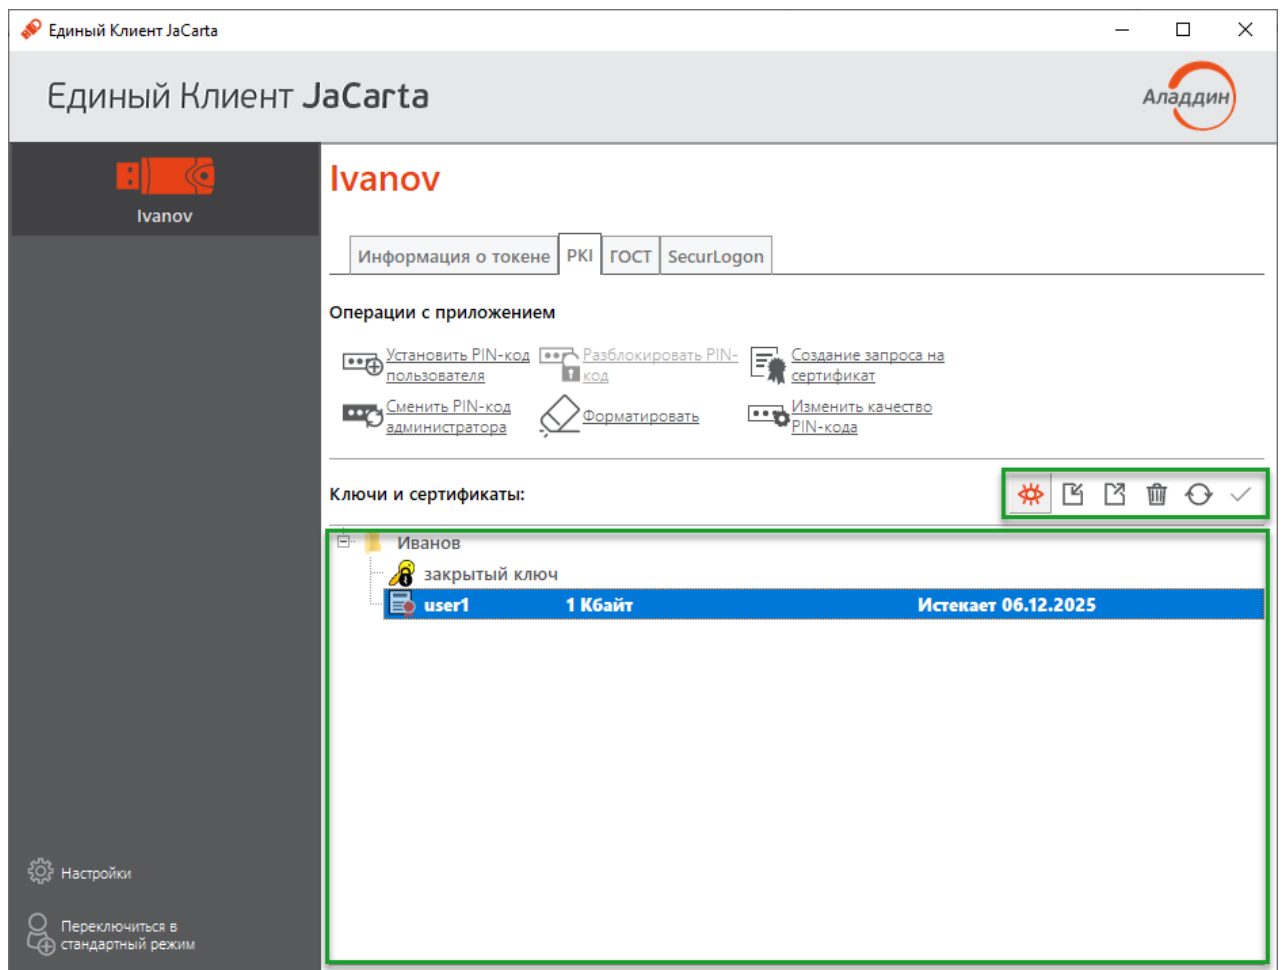 Единый Клиент JaCarta
Единый Клиент JaCarta
Аладдин
Ivanov
Ivanov
Информация о токене PKI ГОСТ SecurLogon
Операции с приложением
Установить PIN-код
пользователя
Разблокировать PIN-
код
Создание запроса на
сертификат
Сменить PIN-код
администратора
Форматировать
Изменить качество
PIN-кода
Ключи и сертификаты:
Иванов
закрытый ключ
user1 1 Кбайт Истекает 06.12.2025
Настройки
Переключиться в
стандартный режим